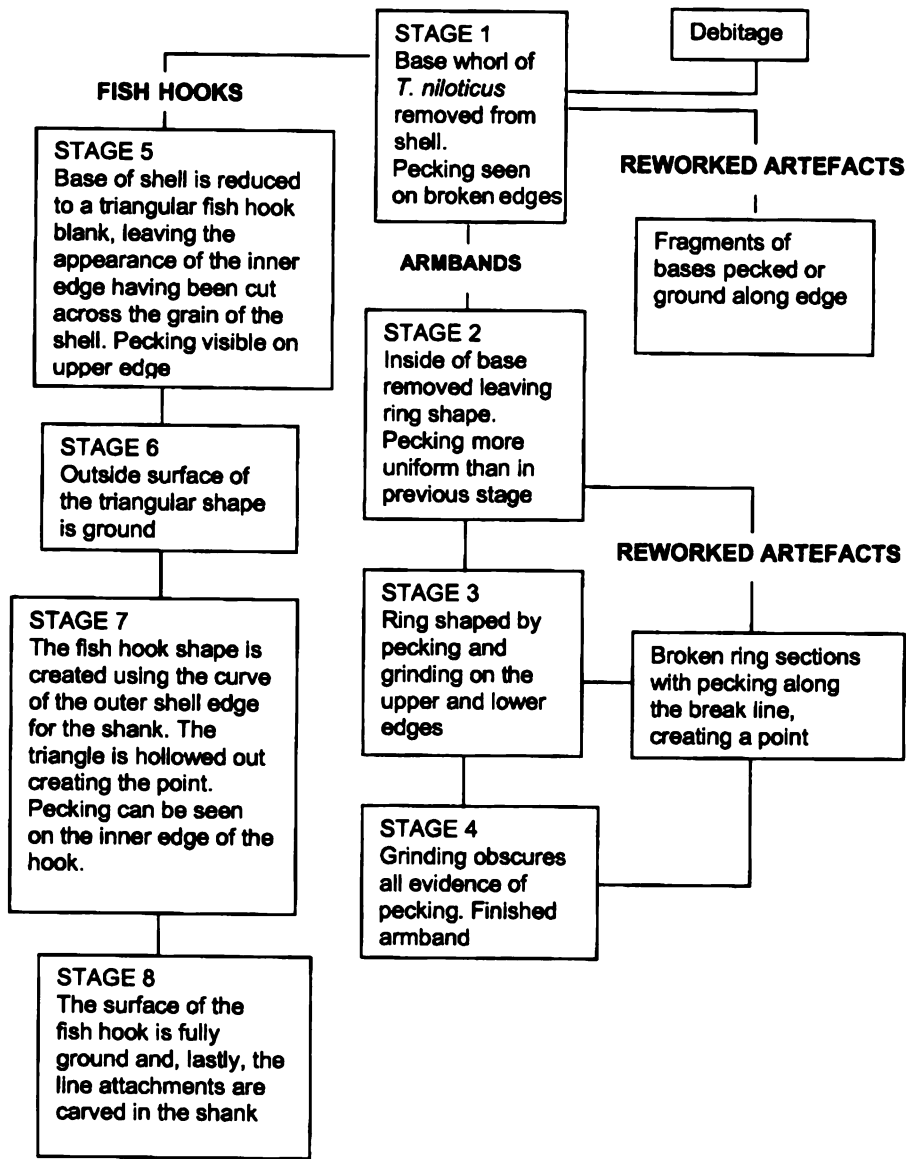 STAGE 1
Base whorl of
T. niloticus
removed from
shell.
Pecking seen
on broken edges
Debitage
FISH HOOKS
STAGE 5
Base of shell is reduced
to a triangular fish hook
blank, leaving the
appearance of the inner
edge having been cut
across the grain of the
shell. Pecking visible on
upper edge
STAGE 6
Outside surface of
the triangular shape
is ground
STAGE 7
The fish hook shape is
created using the curve
of the outer shell edge
for the shank. The
triangle is hollowed out
creating the point.
Pecking can be seen
on the inner edge of the
hook.
STAGE 8
The surface of the
fish hook is fully
ground and, lastly, the
line attachments are
carved in the shank
ARMBANDS
STAGE 2
Inside of base
removed leaving
ring shape.
Pecking more
uniform than in
previous stage
STAGE 3
Ring shaped by
pecking and
grinding on the
upper and lower
edges
STAGE 4
Grinding obscures
all evidence of
pecking. Finished
armband
REWORKED ARTEFACTS
Fragments of
bases pecked or
ground along edge
REWORKED ARTEFACTS
Broken ring sections
with pecking along
the break line,
creating a point